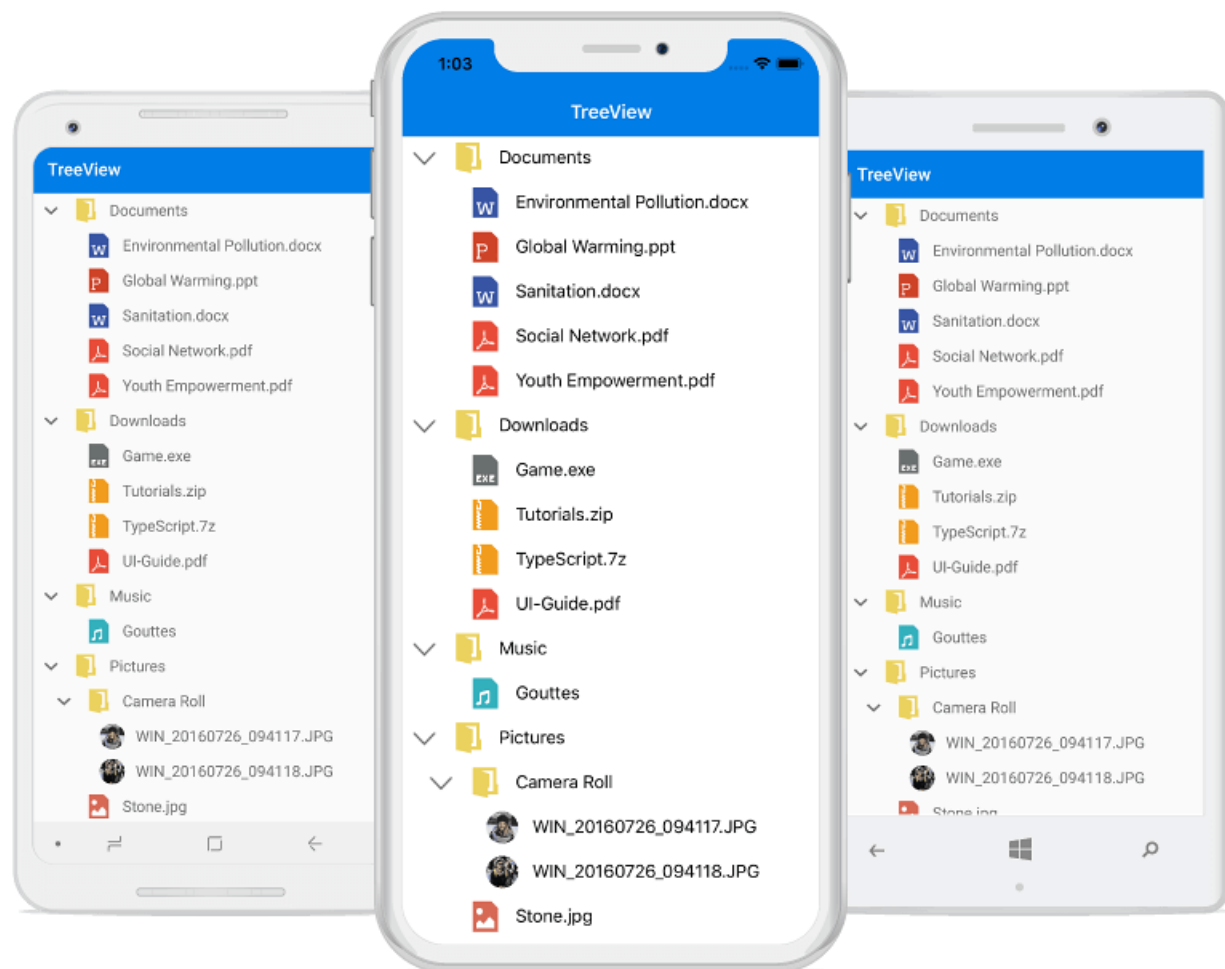 TreeView
Documents
Environmental Pollution.docx
Global Warming.ppt
Sanitation.docx
Social Network.pdf
Youth Empowerment.pdf
Downloads
Game.exe
Tutorials.zip
TypeScript.7z
UI-Guide.pdf
Music
Gouttes
Pictures
Camera Roll
WIN_20160726_094117.JPG
WIN_20160726_094118.JPG
Stone.jpg
1:03
TreeView
Documents
W Environmental Pollution.docx
P Global Warming.ppt
W Sanitation.docx
Social Network.pdf
Youth Empowerment.pdf
Downloads
EXE Game.exe
Tutorials.zip
TypeScript.7z
UI-Guide.pdf
Music
Gouttes
Pictures
Camera Roll
WIN_20160726_094117.JPG
WIN_20160726_094118.JPG
Stone.jpg
TreeView
Documents
Environmental Pollution.docx
Global Warming.ppt
Sanitation.docx
Social Network.pdf
Youth Empowerment.pdf
Downloads
Game.exe
Tutorials.zip
TypeScript.7z
UI-Guide.pdf
Music
Gouttes
Pictures
Camera Roll
WIN_20160726_094117.JPG
WIN_20160726_094118.JPG
Stone.jpg